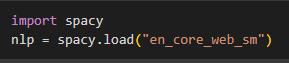 import spacy
nlp = spacy.load("en_core_web_sm")